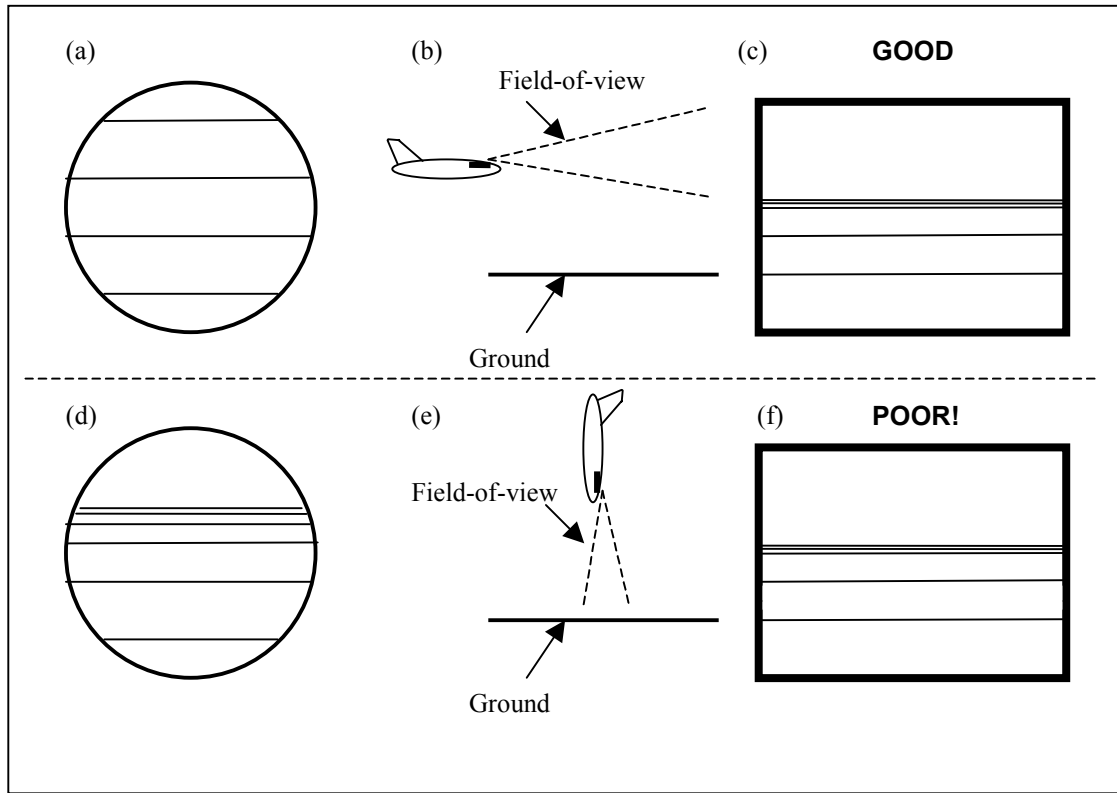 (a)
(b)
(c)
GOOD
Field-of-view
Ground
(d)
(e)
(f)
POOR!
Field-of-view
Ground